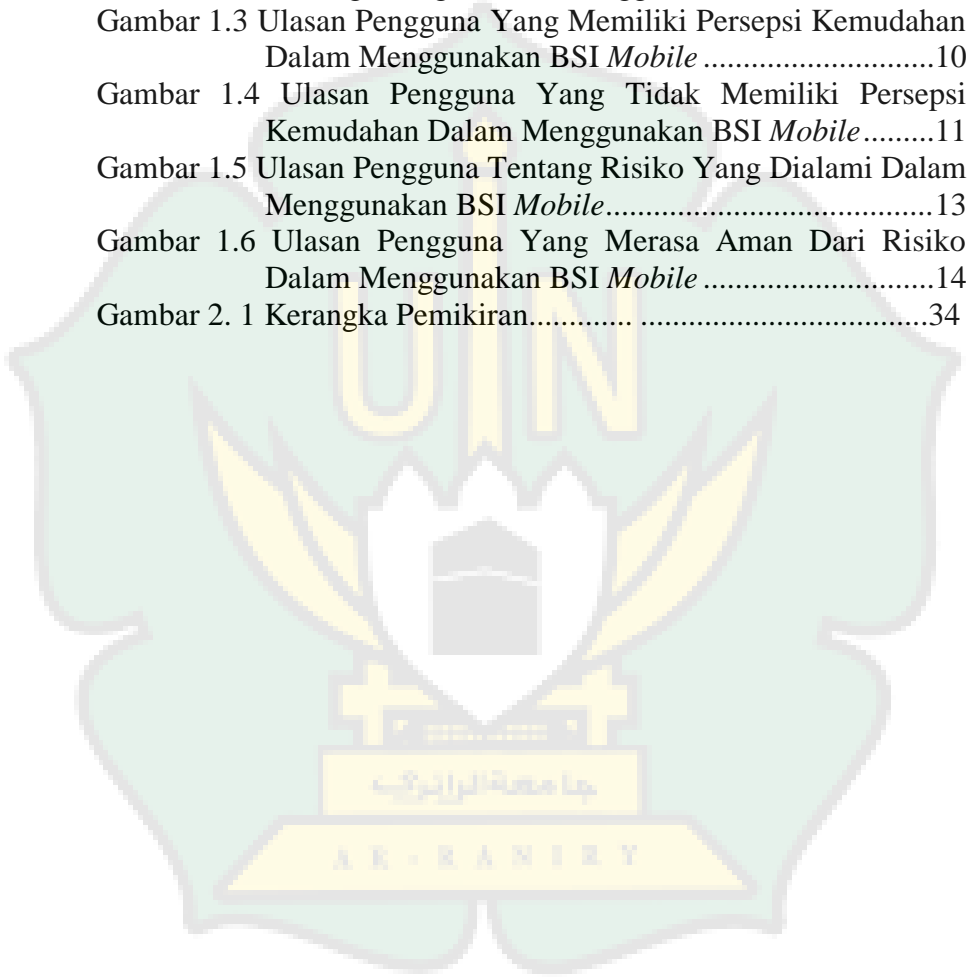 Gambar 1.3 Ulasan Pengguna Yang Memiliki Persepsi Kemudahan
Dalam Menggunakan BSI Mobile .............................10
Gambar 1.4 Ulasan Pengguna Yang Tidak Memiliki Persepsi
Kemudahan Dalam Menggunakan BSI Mobile.........11
Gambar 1.5 Ulasan Pengguna Tentang Risiko Yang Dialami Dalam
Menggunakan BSI Mobile.........................................13
Gambar 1.6 Ulasan Pengguna Yang Merasa Aman Dari Risiko
Dalam Menggunakan BSI Mobile .............................14
Gambar 2. 1 Kerangka Pemikiran............. ....................................34
UIN
جامعة الرانيري
AR-RANIRY